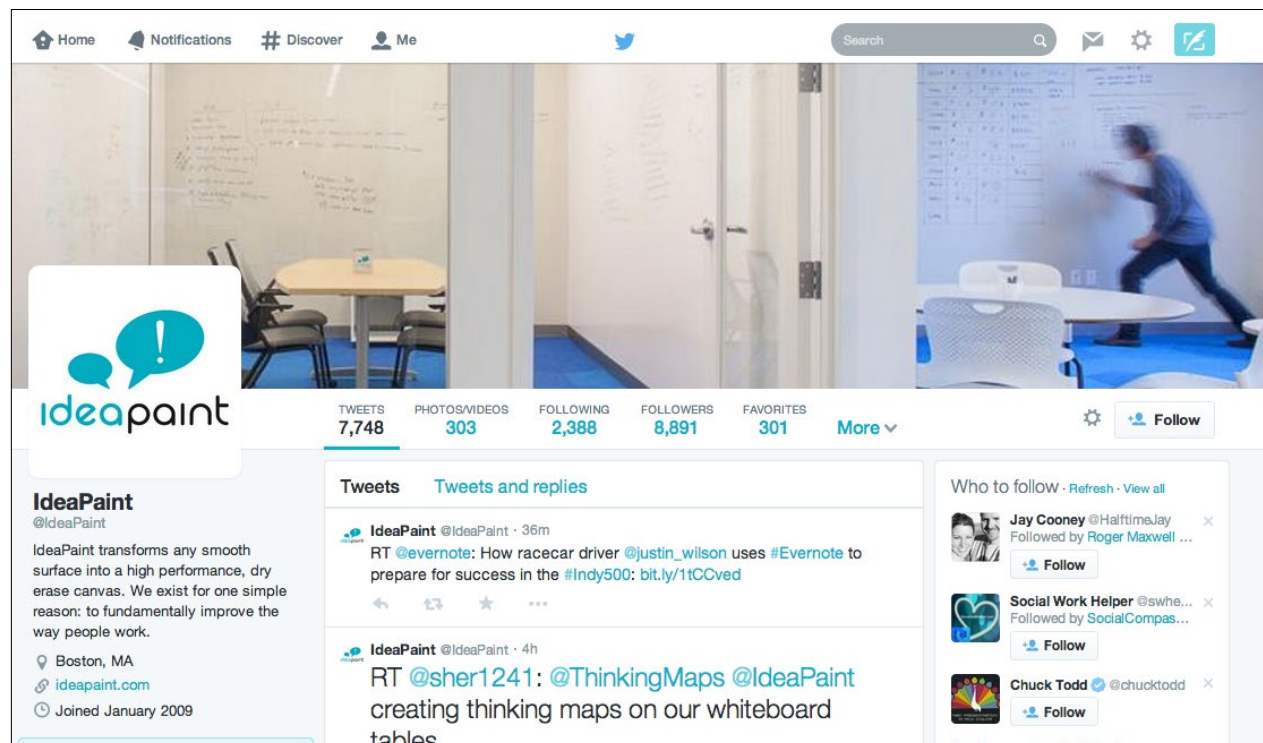 Home Notifications # Discover Me Search
ideapaint
TWEETS PHOTOS/VIDEOS FOLLOWING FOLLOWERS FAVORITES
7,748 303 2,388 8,891 301 More Follow
IdeaPaint
@IdeaPaint
IdeaPaint transforms any smooth
surface into a high performance, dry
erase canvas. We exist for one simple
reason: to fundamentally improve the
way people work.
Boston, MA
ideapaint.com
Joined January 2009
Tweets Tweets and replies
IdeaPaint @IdeaPaint · 36m
RT @evernote: How racecar driver @justin_wilson uses #Evernote to
prepare for success in the #Indy500: bit.ly/1tCCved
IdeaPaint @IdeaPaint · 4h
RT @sher1241: @ThinkingMaps @IdeaPaint
creating thinking maps on our whiteboard
tables
Who to follow · Refresh · View all
Jay Cooney @HalftimeJay
Followed by Roger Maxwell ...
Follow
Social Work Helper @swhe...
Followed by SocialCompas...
Follow
Chuck Todd @chucktodd
Follow